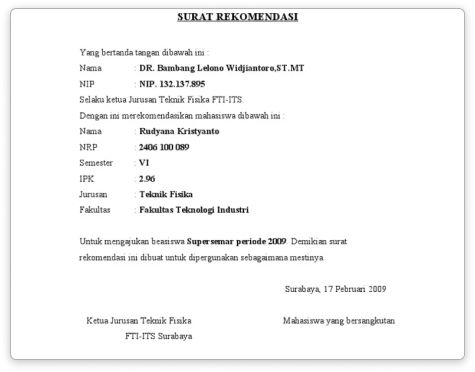 SURAT REKOMENDASI
Yang bertanda tangan dibawah ini :
Nama : DR. Bambang Lelono Widjiantoro,ST.MT
NIP : NIP. 132.137.895
Selaku ketua Jurusan Teknik Fisika FTI-ITS.
Dengan ini merekomendasikan mahasiswa dibawah ini :
Nama : Rudyana Kristyanto
NRP : 2406 100 089
Semester : VI
IPK : 2.96
Jurusan : Teknik Fisika
Fakultas : Fakultas Teknologi Industri
Untuk mengajukan beasiswa Supersemar periode 2009. Demikian surat
rekomendasi ini dibuat untuk dipergunakan sebagaimana mestinya.
Surabaya, 17 Pebruari 2009
Ketua Jurusan Teknik Fisika Mahasiswa yang bersangkutan
FTI-ITS Surabaya